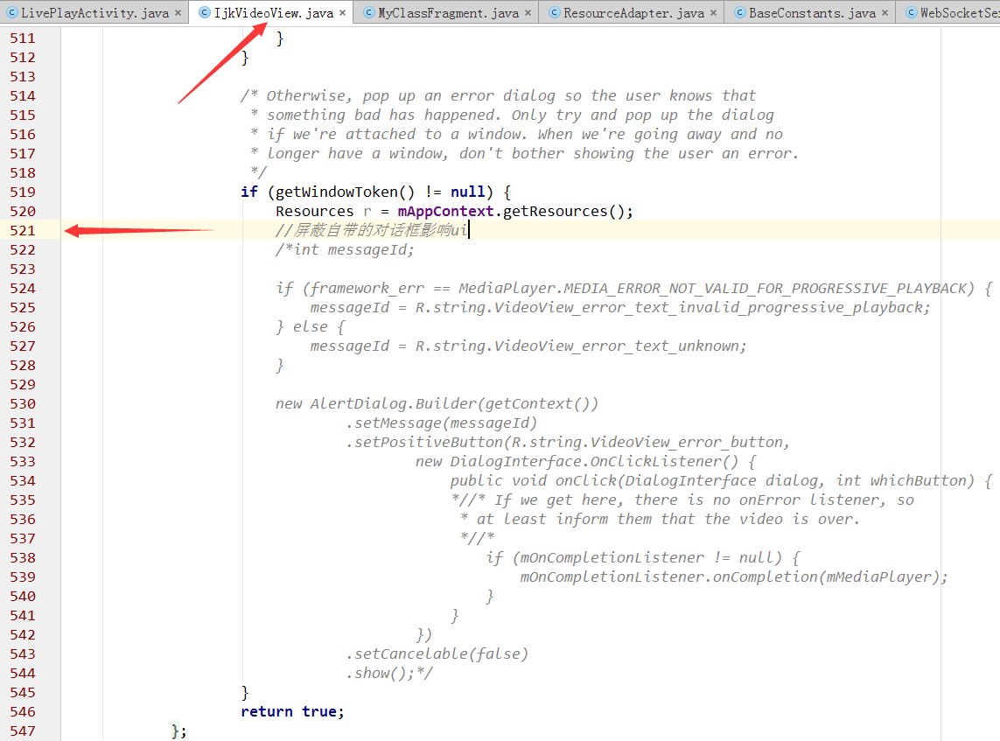 LivePlayActivity.java × IjkVideoView.java × MyClassFragment.java × ResourceAdapter.java × BaseConstants.java × WebSocketSer
511 }
512 }
513
514 /* Otherwise, pop up an error dialog so the user knows that
515 * something bad has happened. Only try and pop up the dialog
516 * if we're attached to a window. When we're going away and no
517 * longer have a window, don't bother showing the user an error.
518 */
519 if (getWindowToken() != null) {
520 Resources r = mAppContext.getResources();
521 //屏蔽自带的对话框影响ui
522 /*int messageId;
523
524 if (framework_err == MediaPlayer.MEDIA_ERROR_NOT_VALID_FOR_PROGRESSIVE_PLAYBACK) {
525 messageId = R.string.VideoView_error_text_invalid_progressive_playback;
526 } else {
527 messageId = R.string.VideoView_error_text_unknown;
528 }
529
530 new AlertDialog.Builder(getContext())
531 .setMessage(messageId)
532 .setPositiveButton(R.string.VideoView_error_button,
533 new DialogInterface.OnClickListener() {
534 public void onClick(DialogInterface dialog, int whichButton) {
535 *//* If we get here, there is no onError listener, so
536 * at least inform them that the video is over.
537 *//*
538 if (mOnCompletionListener != null) {
539 mOnCompletionListener.onCompletion(mMediaPlayer);
540 }
541 }
542 })
543 .setCancelable(false)
544 .show();*/
545 }
546 return true;
547 };